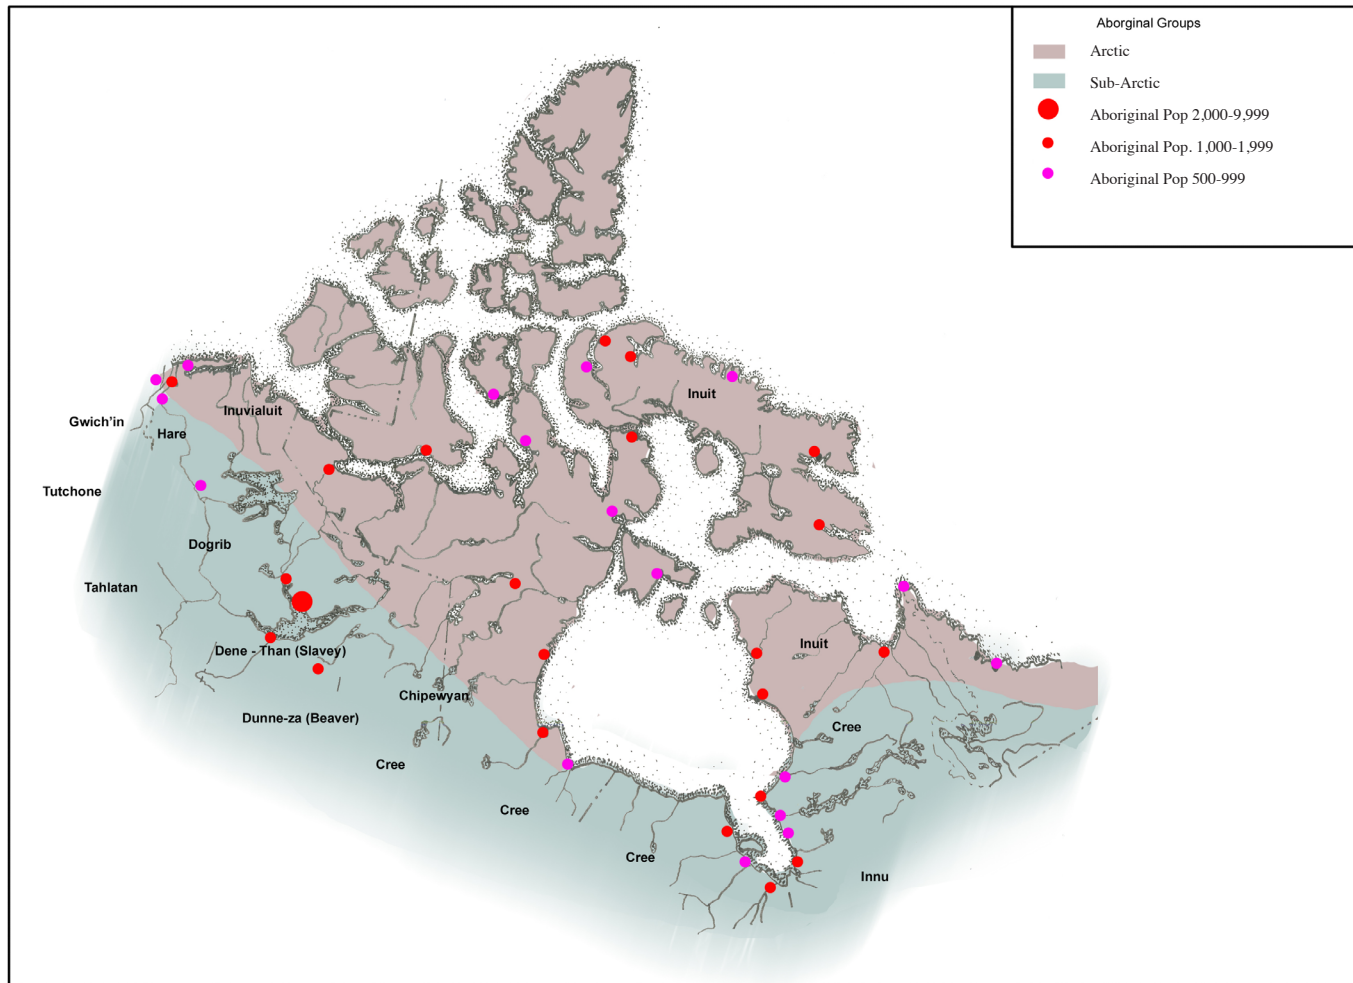 Aborginal Groups
Arctic
Sub-Arctic
Aboriginal Pop 2,000-9,999
Aboriginal Pop. 1,000-1,999
Aboriginal Pop 500-999
Inuit
Inuvialuit
Gwich'in
Hare
Tutchone
Dogrib
Tahlatan
Inuit
Dene - Than (Slavey)
Chipewyan
Dunne-za (Beaver)
Cree
Cree
Cree
Cree
Innu